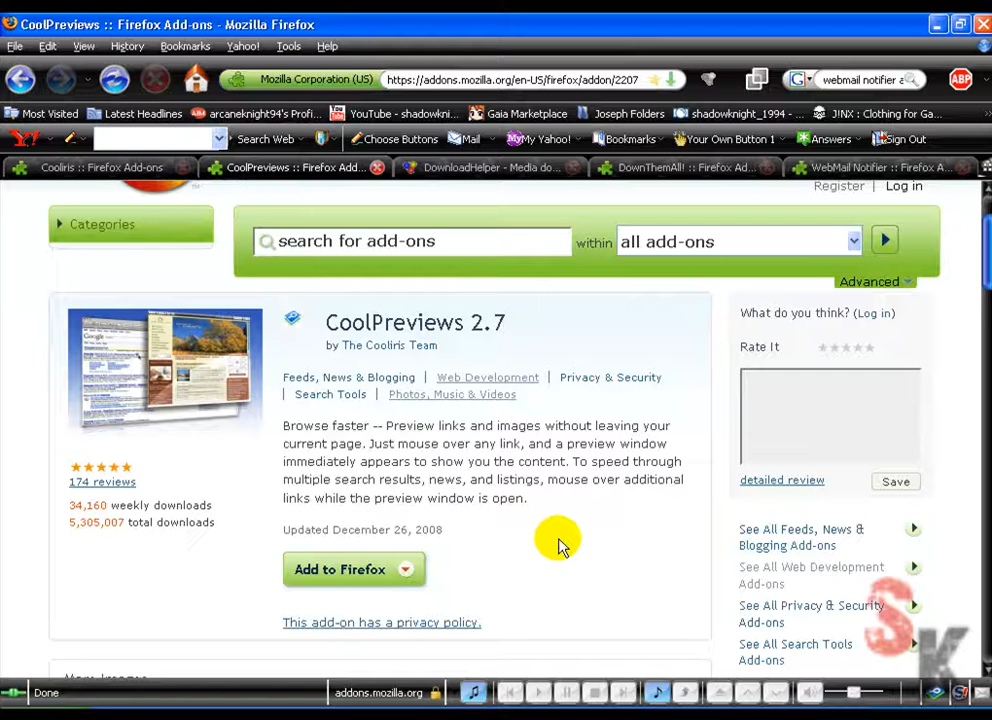 CoolPreviews :: Firefox Add-ons - Mozilla Firefox
File Edit View History Bookmarks Yahoo! Tools Help
Mozilla Corporation (US) https://addons.mozilla.org/en-US/firefox/addon/2207 G webmail notifier a ABP
Most Visited Latest Headlines arcaneknight94's Profi... YouTube - shadowkni... Gaia Marketplace Joseph Folders shadowknight_1994 - ... JINX : Clothing for Ga...
Y! Search Web Choose Buttons Mail My Yahoo! Bookmarks Your Own Button 1 Answers Sign Out
Cooliris :: Firefox Add-ons CoolPreviews :: Firefox Add... DownloadHelper - Media do... DownThemAll! :: Firefox Ad... WebMail Notifier :: Firefox A...
Register Log in
Categories
search for add-ons within all add-ons
Advanced
CoolPreviews 2.7
by The Cooliris Team
Feeds, News & Blogging | Web Development | Privacy & Security
| Search Tools | Photos, Music & Videos
Browse faster -- Preview links and images without leaving your
current page. Just mouse over any link, and a preview window
immediately appears to show you the content. To speed through
multiple search results, news, and listings, mouse over additional
links while the preview window is open.
Updated December 26, 2008
Add to Firefox
This add-on has a privacy policy.
174 reviews
34,160 weekly downloads
5,305,007 total downloads
What do you think? (Log in)
Rate It
detailed review Save
See All Feeds, News &
Blogging Add-ons
See All Web Development
Add-ons
See All Privacy & Security
Add-ons
See All Search Tools
Add-ons
SK
Done addons.mozilla.org